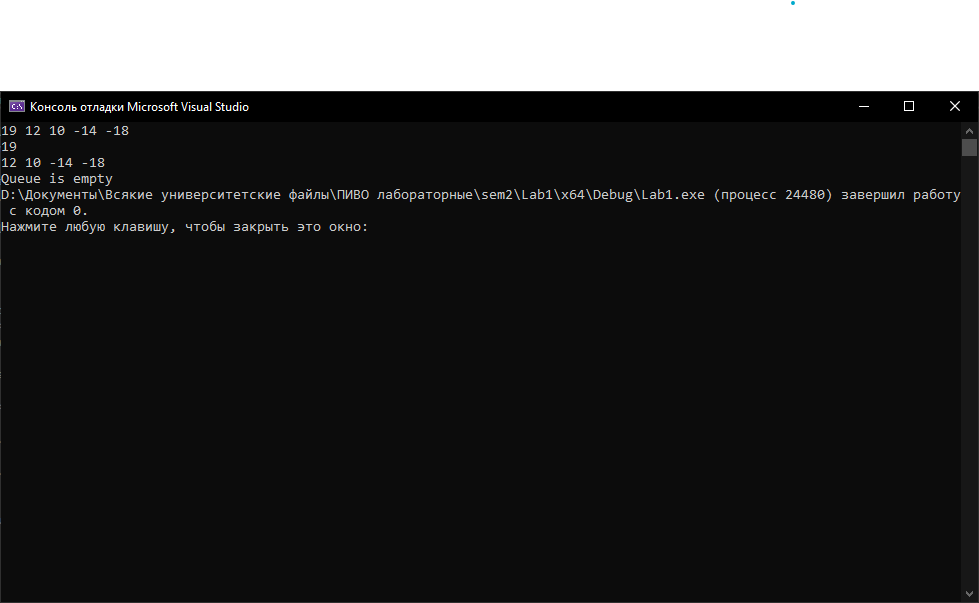 Консоль отладки Microsoft Visual Studio
19 12 10 -14 -18
19
12 10 -14 -18
Queue is empty
D:\Документы\Всякие университетские файлы\ПИВО лабораторные\sem2\Lab1\x64\Debug\Lab1.exe (процесс 24480) завершил работу
с кодом 0.
Нажмите любую клавишу, чтобы закрыть это окно: